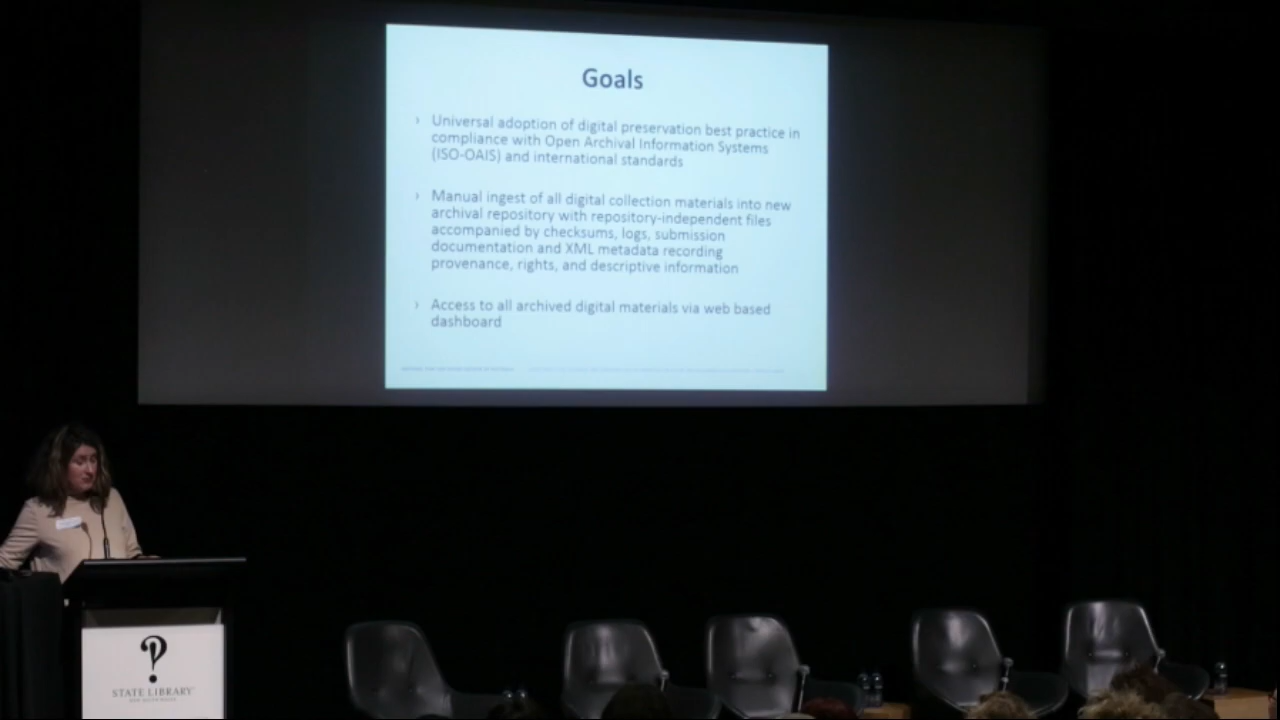 Goals
› Universal adoption of digital preservation best practice in
compliance with Open Archival Information Systems
(ISO-OAIS) and international standards
› Manual ingest of all digital collection materials into new
archival repository with repository-independent files
accompanied by checksums, logs, submission
documentation and XML metadata recording
provenance, rights, and descriptive information
› Access to all archived digital materials via web based
dashboard
STATE LIBRARY